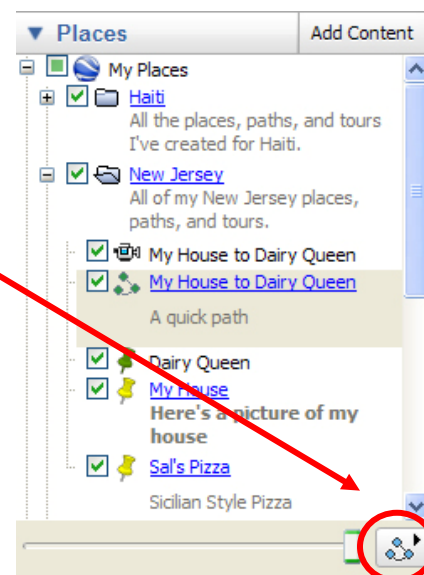 Places
Add Content
My Places
Haiti
All the places, paths, and tours
I've created for Haiti.
New Jersey
All of my New Jersey places,
paths, and tours.
My House to Dairy Queen
My House to Dairy Queen
A quick path
Dairy Queen
My House
Here's a picture of my
house
Sal's Pizza
Sicilian Style Pizza